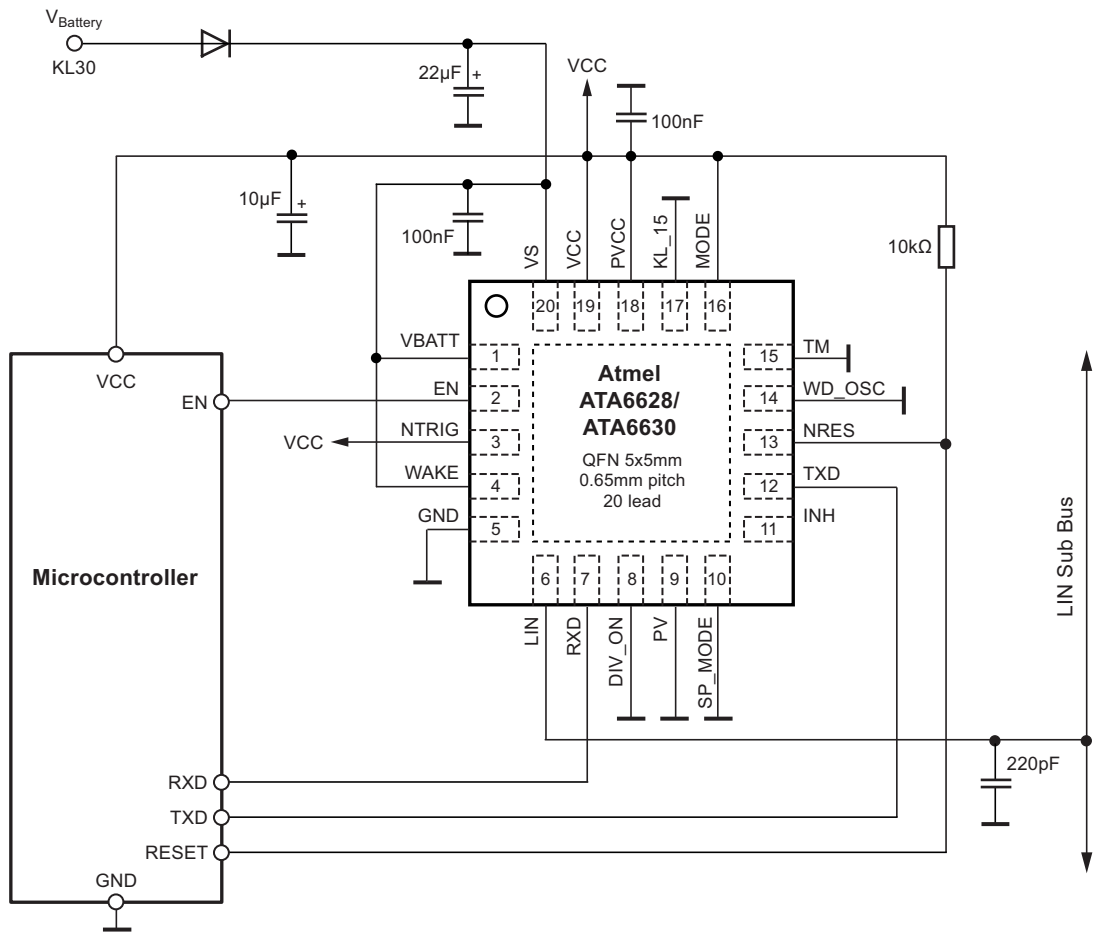 VBattery
KL30
22µF +
VCC
100nF
10µF +
100nF
VS
VCC
PVCC
KL_15
MODE
10kΩ
20
19
18
17
16
VCC
EN
VBATT
1
EN
2
VCC
NTRIG
3
WAKE
4
GND
5
Atmel
ATA6628/
ATA6630
QFN 5x5mm
0.65mm pitch
20 lead
15
TM
14
WD_OSC
13
NRES
12
TXD
11
INH
Microcontroller
6
7
8
9
10
LIN
RXD
DIV_ON
PV
SP_MODE
LIN Sub Bus
220pF
RXD
TXD
RESET
GND